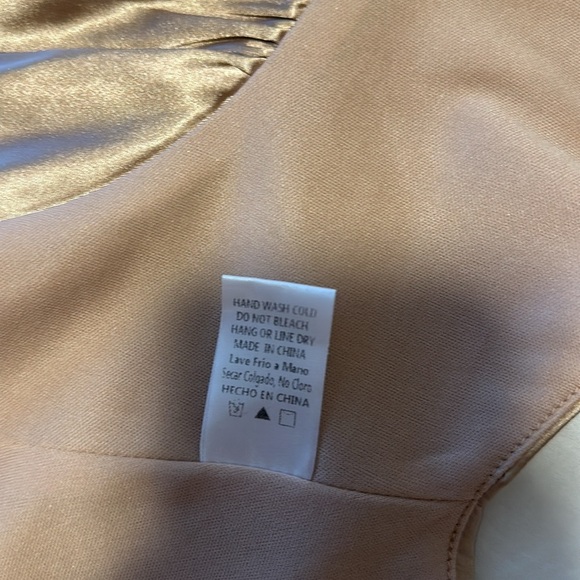 HAND WASH COLD
DO NOT BLEACH
HANG OR LINE DRY
MADE IN CHINA
Lave Frio a Mano
Secar Colgado, No Cloro
HECHO EN CHINA